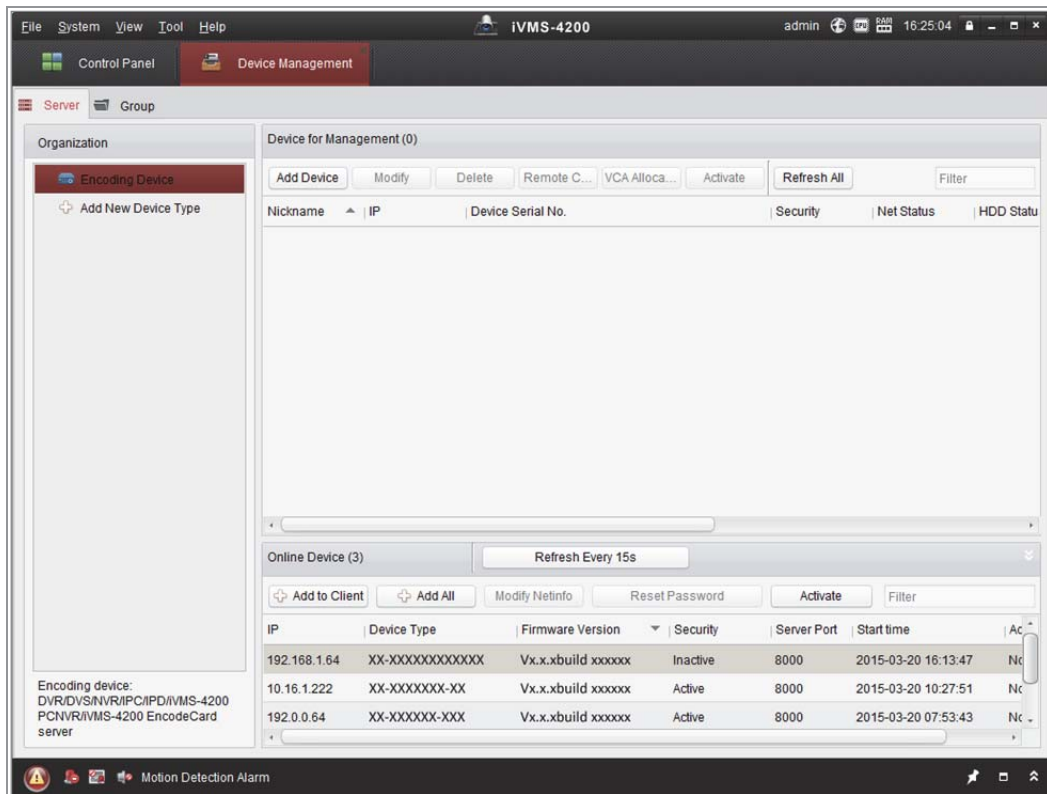 File System View Tool Help iVMS-4200 admin CPU RAM 16:25:04
Control Panel Device Management
Server Group
Organization
Encoding Device
Add New Device Type
Encoding device:
DVR/DVS/NVR/IPC/IPD/iVMS-4200
PCNVR/iVMS-4200 EncodeCard
server
Device for Management (0)
Add Device Modify Delete Remote C... VCA Alloca... Activate Refresh All Filter
Nickname IP Device Serial No. Security Net Status HDD Statu
Online Device (3) Refresh Every 15s
Add to Client Add All Modify Netinfo Reset Password Activate Filter
IP Device Type Firmware Version Security Server Port Start time Ad
192.168.1.64 XX-XXXXXXXXXXXX Vx.x.xbuild xxxxxx Inactive 8000 2015-03-20 16:13:47 No
10.16.1.222 XX-XXXXXXX-XX Vx.x.xbuild xxxxxx Active 8000 2015-03-20 10:27:51 No
192.0.0.64 XX-XXXXXX-XXX Vx.x.xbuild xxxxxx Active 8000 2015-03-20 07:53:43 No
Motion Detection Alarm